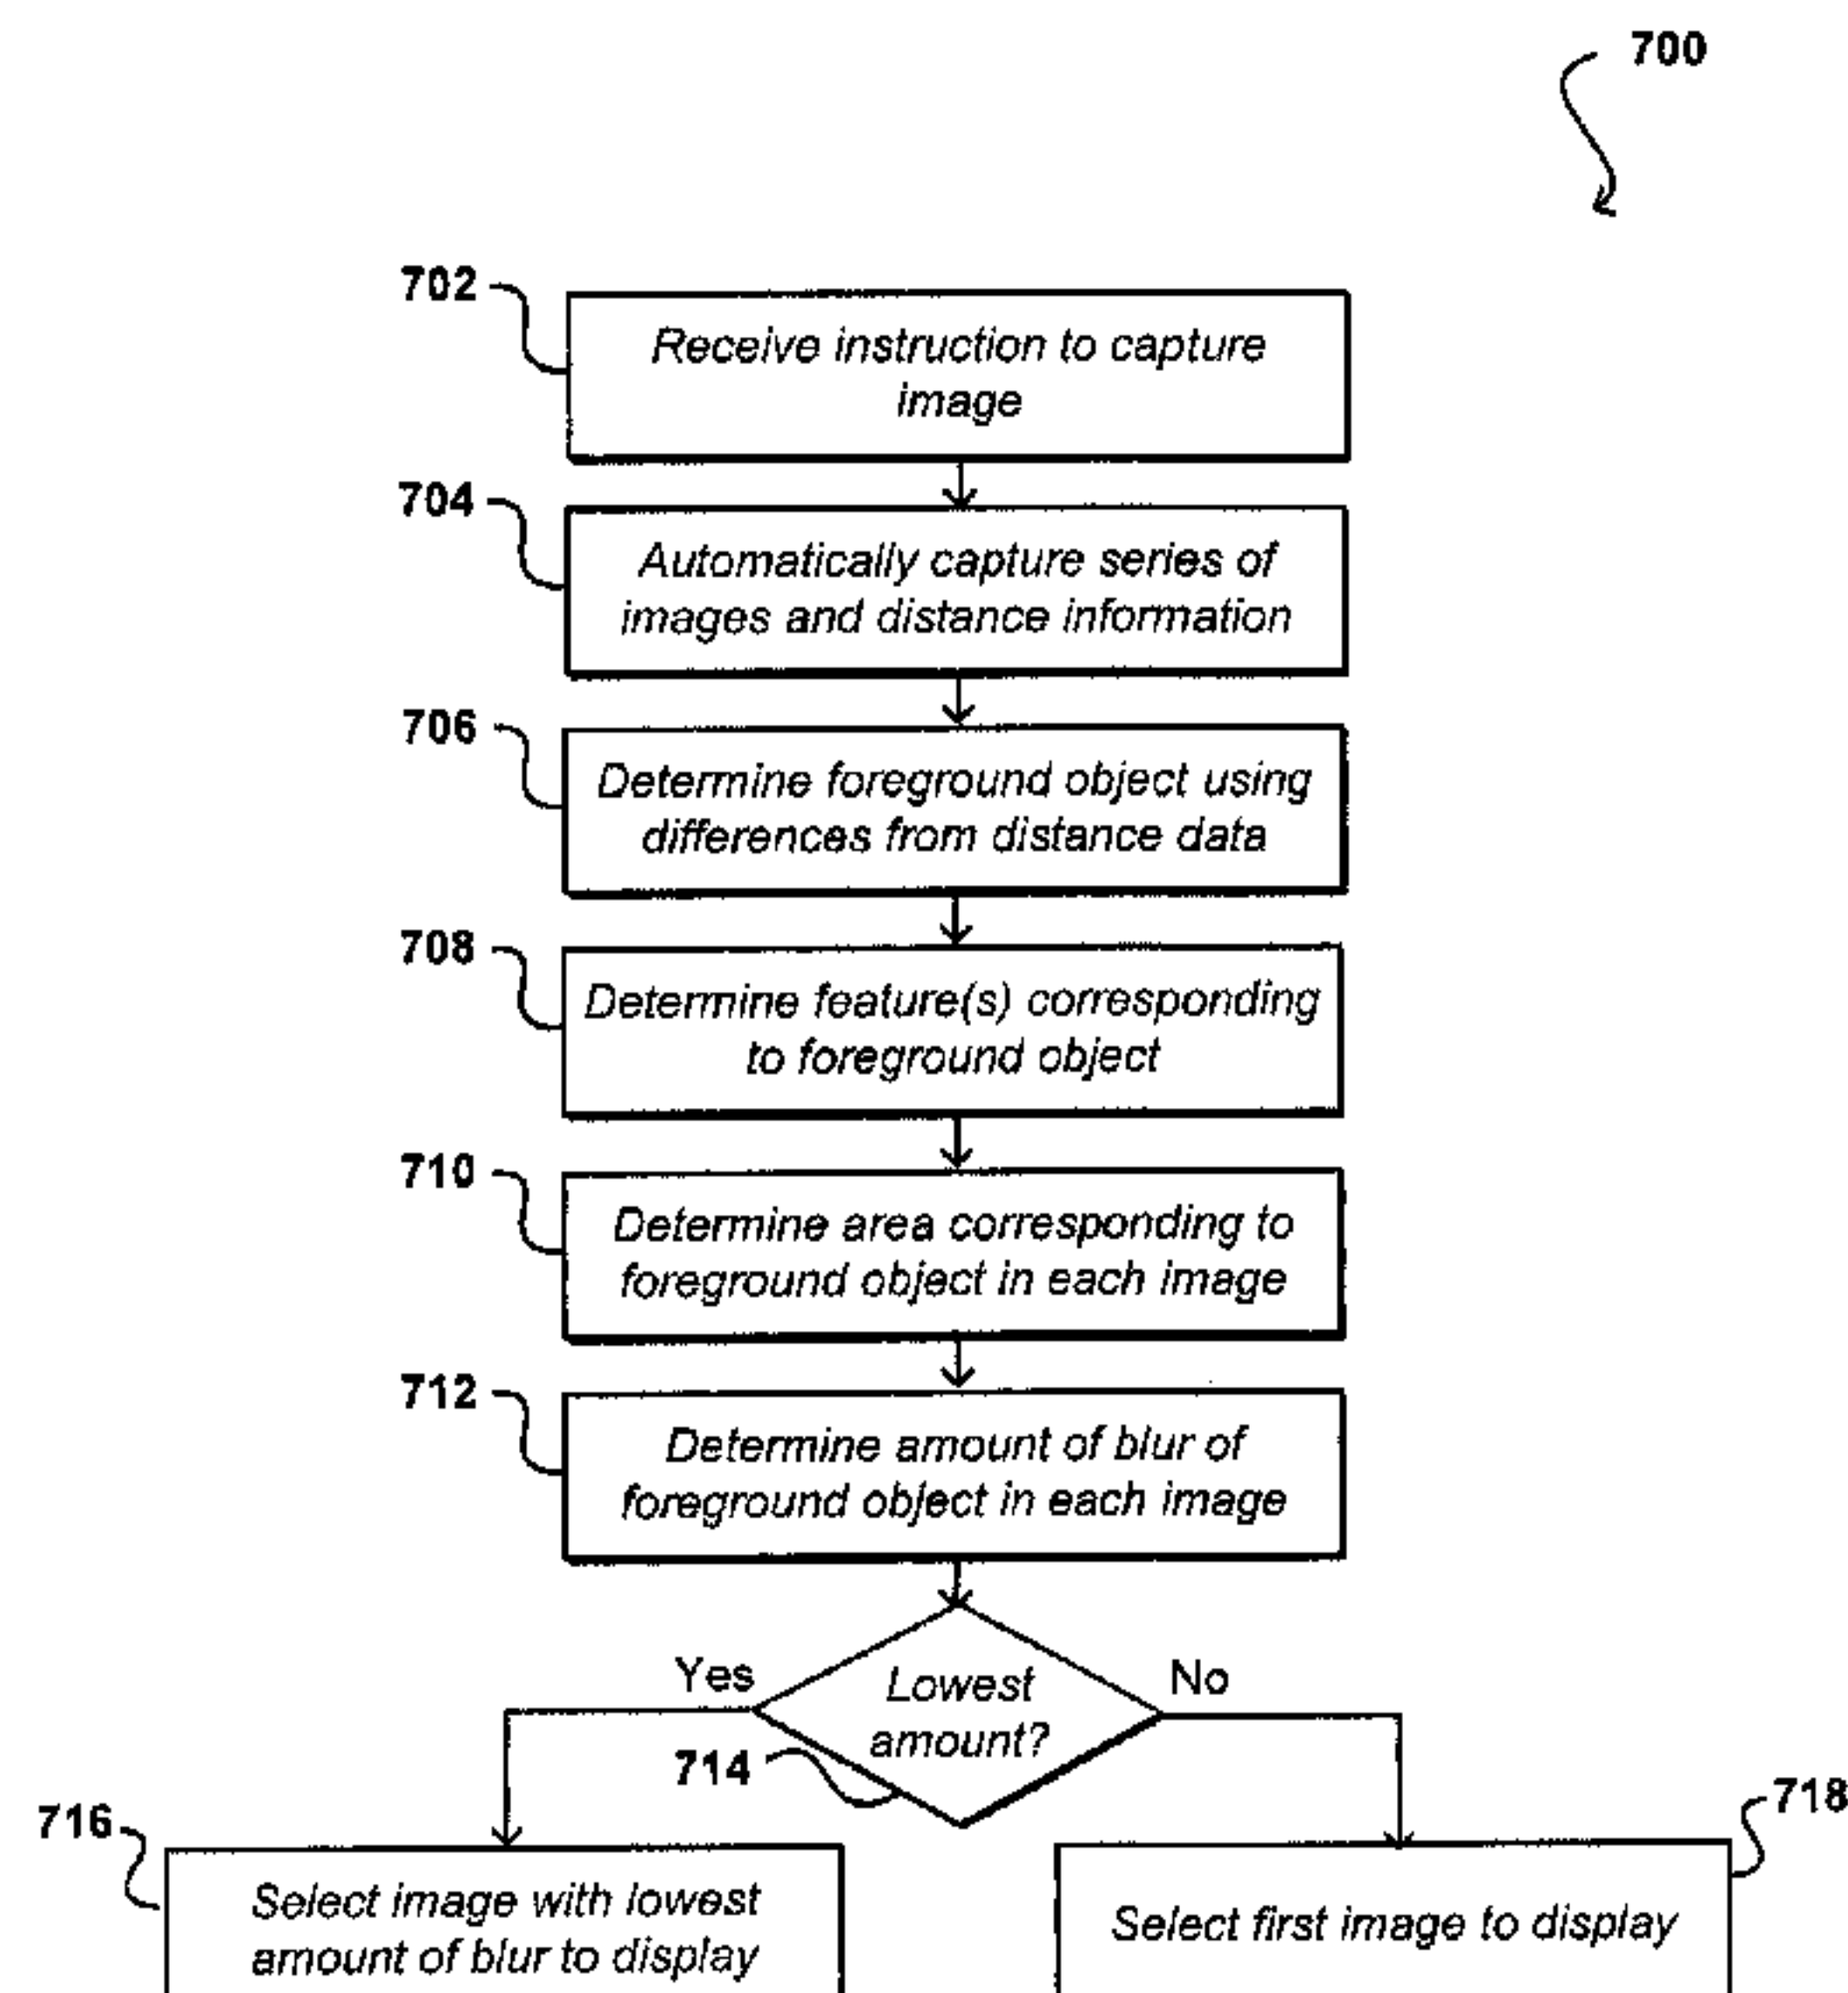 700
702
Receive instruction to capture
image
704
Automatically capture series of
images and distance information
706
Determine foreground object using
differences from distance data
708
Determine feature(s) corresponding
to foreground object
710
Determine area corresponding to
foreground object in each image
712
Determine amount of blur of
foreground object in each image
Yes
Lowest
amount?
No
714
716
Select image with lowest
amount of blur to display
718
Select first image to display